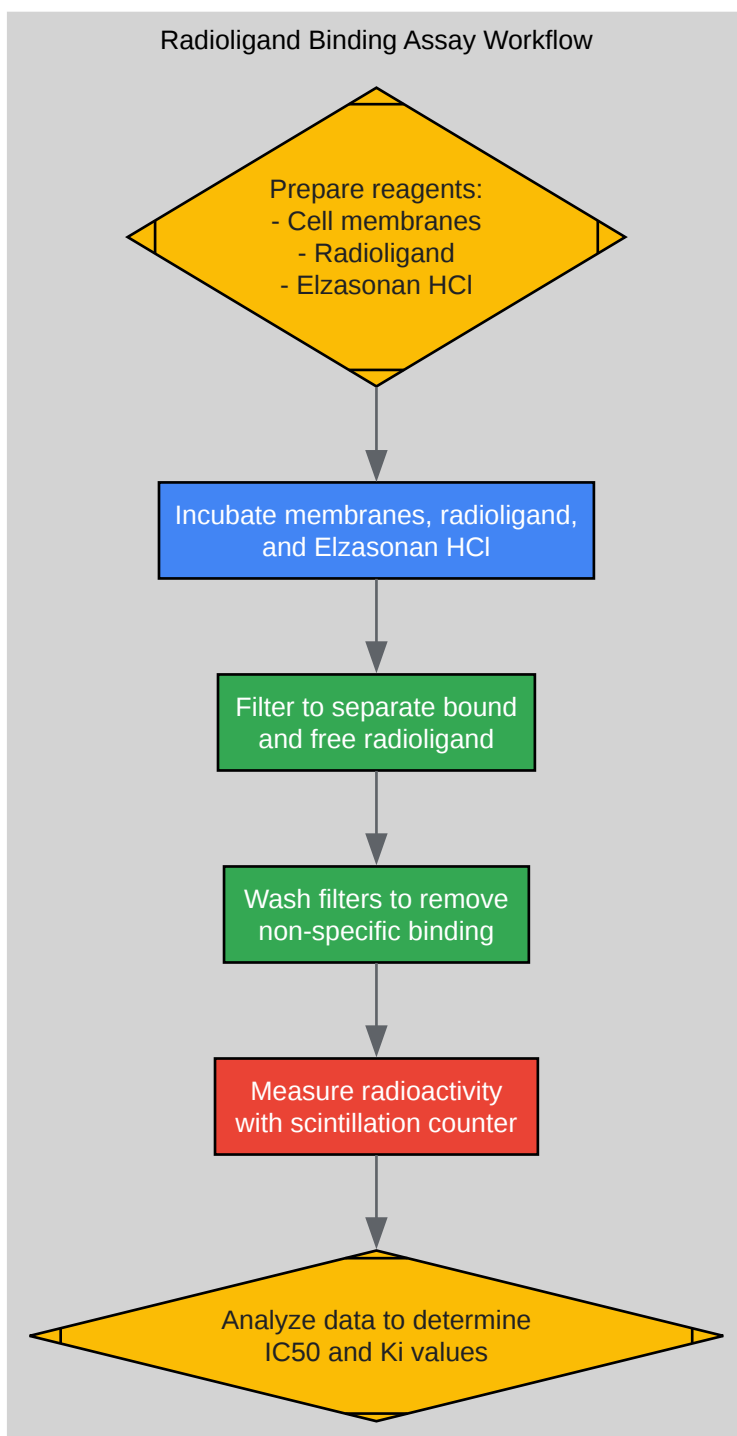 Radioligand Binding Assay Workflow
Prepare reagents:
- Cell membranes
- Radioligand
- Elzasonan HCl
Incubate membranes, radioligand,
and Elzasonan HCl
Filter to separate bound
and free radioligand
Wash filters to remove
non-specific binding
Measure radioactivity
with scintillation counter
Analyze data to determine
IC50 and Ki values